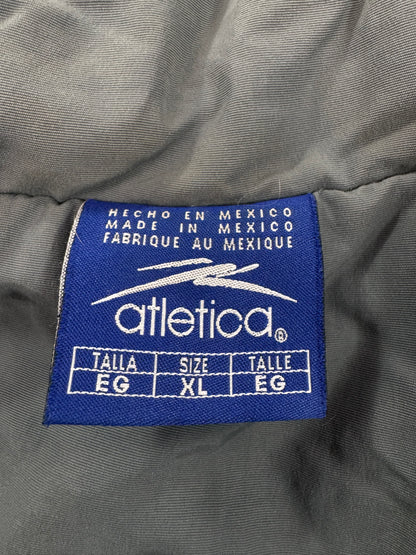 HECHO EN MEXICO
MADE IN MEXICO
FABRIQUE AU MEXIQUE
atletica®
TALLA SIZE TALLE
EG XL EG